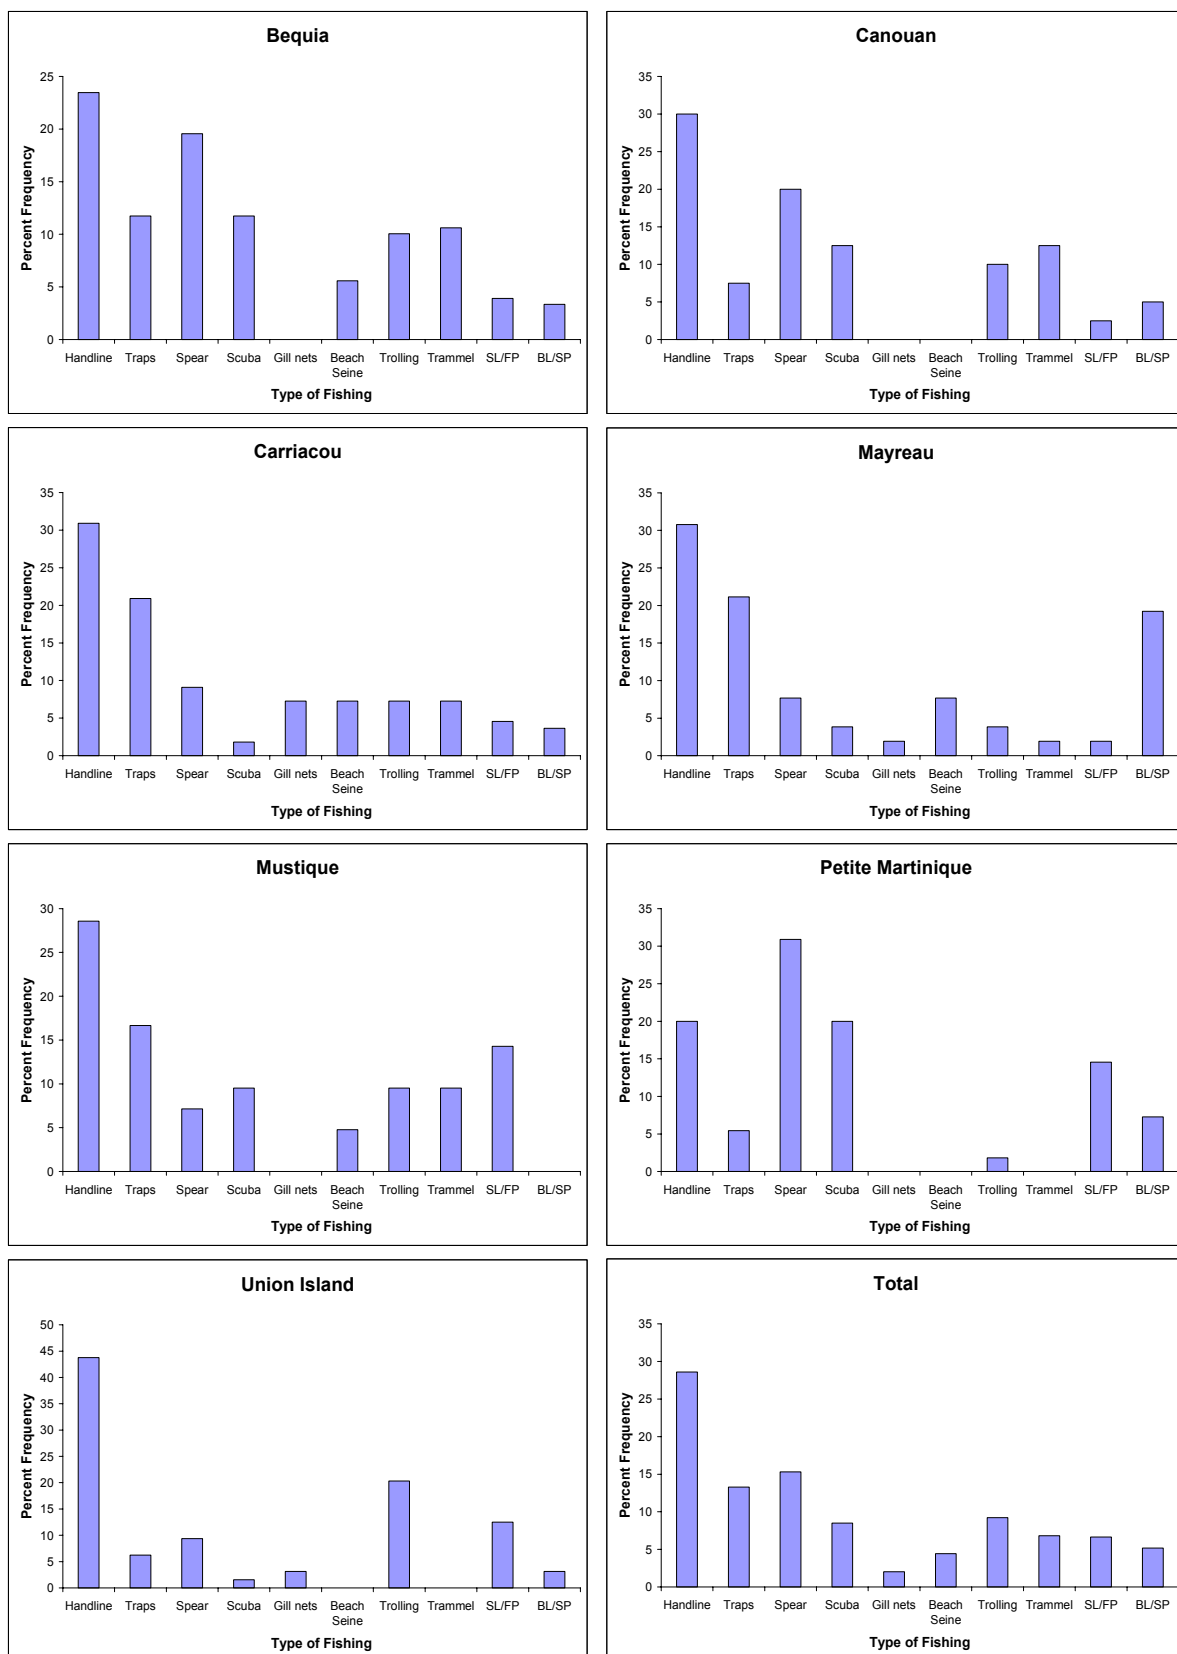 Bequia
25
20
15
10
5
0
Percent Frequency
Handline Traps Spear Scuba Gill nets Beach Trolling Trammel SL/FP BL/SP
Seine
Type of Fishing
Canouan
35
30
25
20
15
10
5
0
Percent Frequency
Handline Traps Spear Scuba Gill nets Beach Trolling Trammel SL/FP BL/SP
Seine
Type of Fishing
Carriacou
35
30
25
20
15
10
5
0
Percent Frequency
Handline Traps Spear Scuba Gill nets Beach Trolling Trammel SL/FP BL/SP
Seine
Type of Fishing
Mayreau
35
30
25
20
15
10
5
0
Percent Frequency
Handline Traps Spear Scuba Gill nets Beach Trolling Trammel SL/FP BL/SP
Seine
Type of Fishing
Mustique
30
25
20
15
10
5
0
Percent Frequency
Handline Traps Spear Scuba Gill nets Beach Trolling Trammel SL/FP BL/SP
Seine
Type of Fishing
Petite Martinique
35
30
25
20
15
10
5
0
Percent Frequency
Handline Traps Spear Scuba Gill nets Beach Trolling Trammel SL/FP BL/SP
Seine
Type of Fishing
Union Island
50
45
40
35
30
25
20
15
10
5
0
Percent Frequency
Handline Traps Spear Scuba Gill nets Beach Trolling Trammel SL/FP BL/SP
Seine
Type of Fishing
Total
35
30
25
20
15
10
5
0
Percent Frequency
Handline Traps Spear Scuba Gill nets Beach Trolling Trammel SL/FP BL/SP
Seine
Type of Fishing